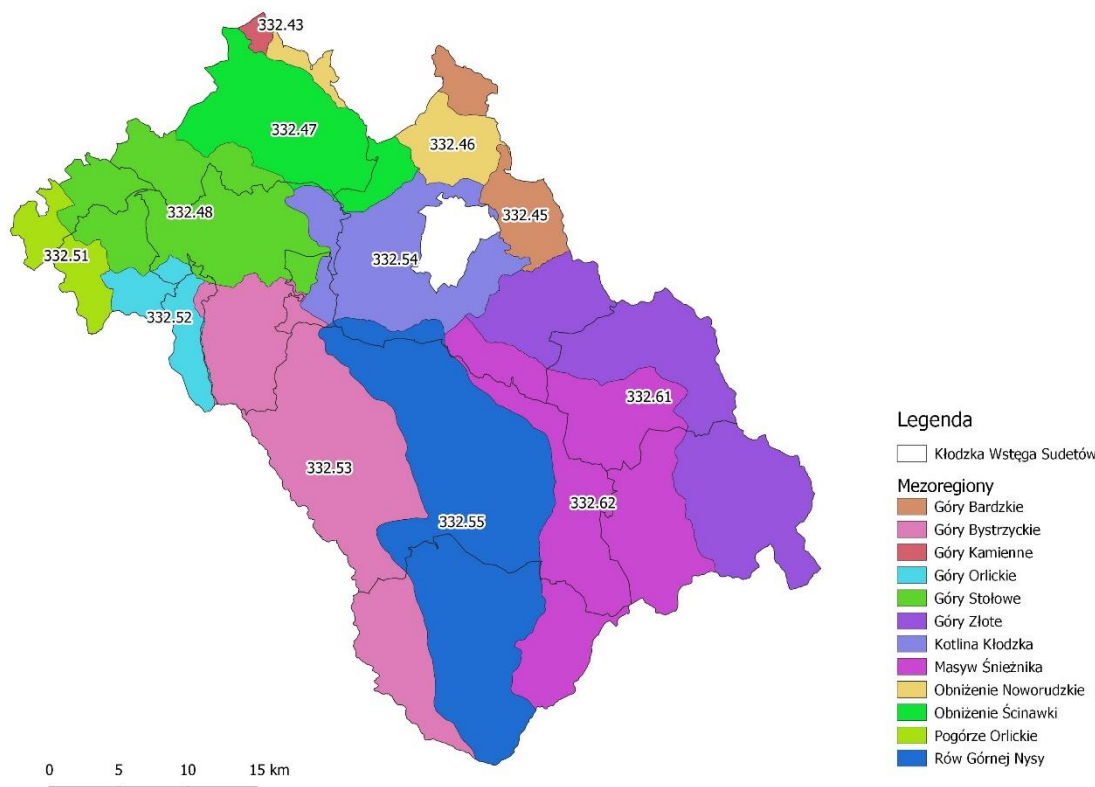 332.43
332.47
332.46
332.48
332.45
332.51
332.54
332.52
332.61
332.53
332.62
332.55
Legenda
Kłodzka Wstęga Sudetów
Mezoregiony
Góry Bardzkie
Góry Bystrzyckie
Góry Kamienne
Góry Orlickie
Góry Stołowe
Góry Złote
Kotlina Kłodzka
Masyw Śnieżnika
Obniżenie Noworudzkie
Obniżenie Ścinawki
Pogórze Orlickie
Rów Górnej Nysy
0 5 10 15 km